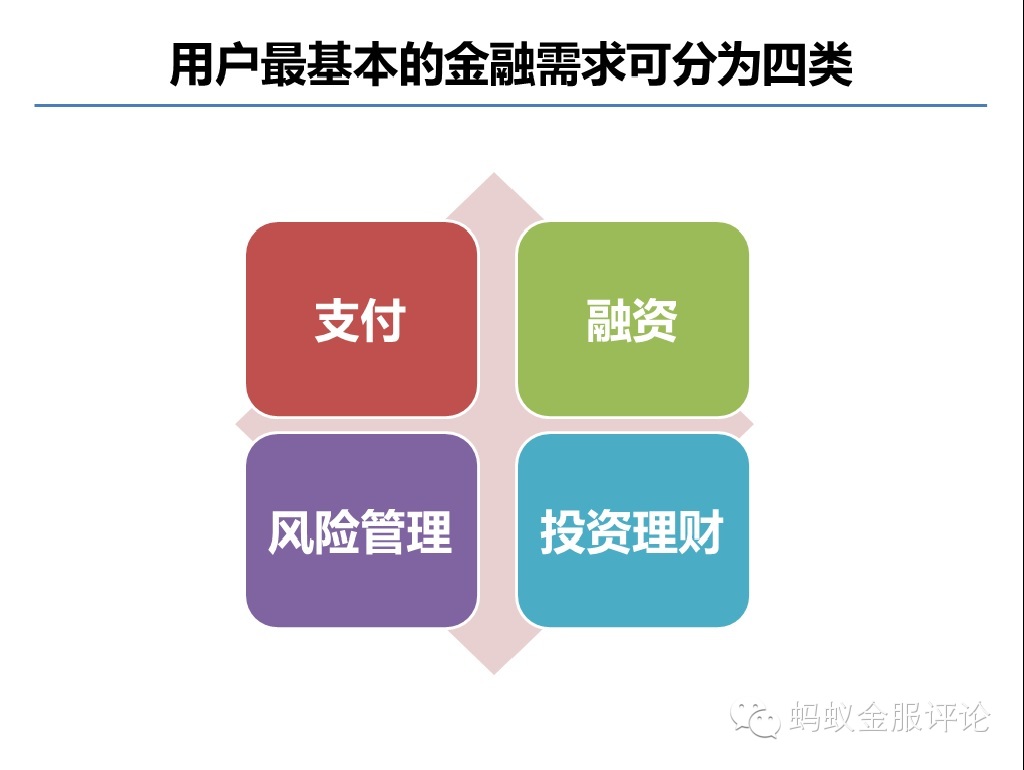 用户最基本的金融需求可分为四类
支付
融资
风险管理
投资理财
蚂蚁金服评论